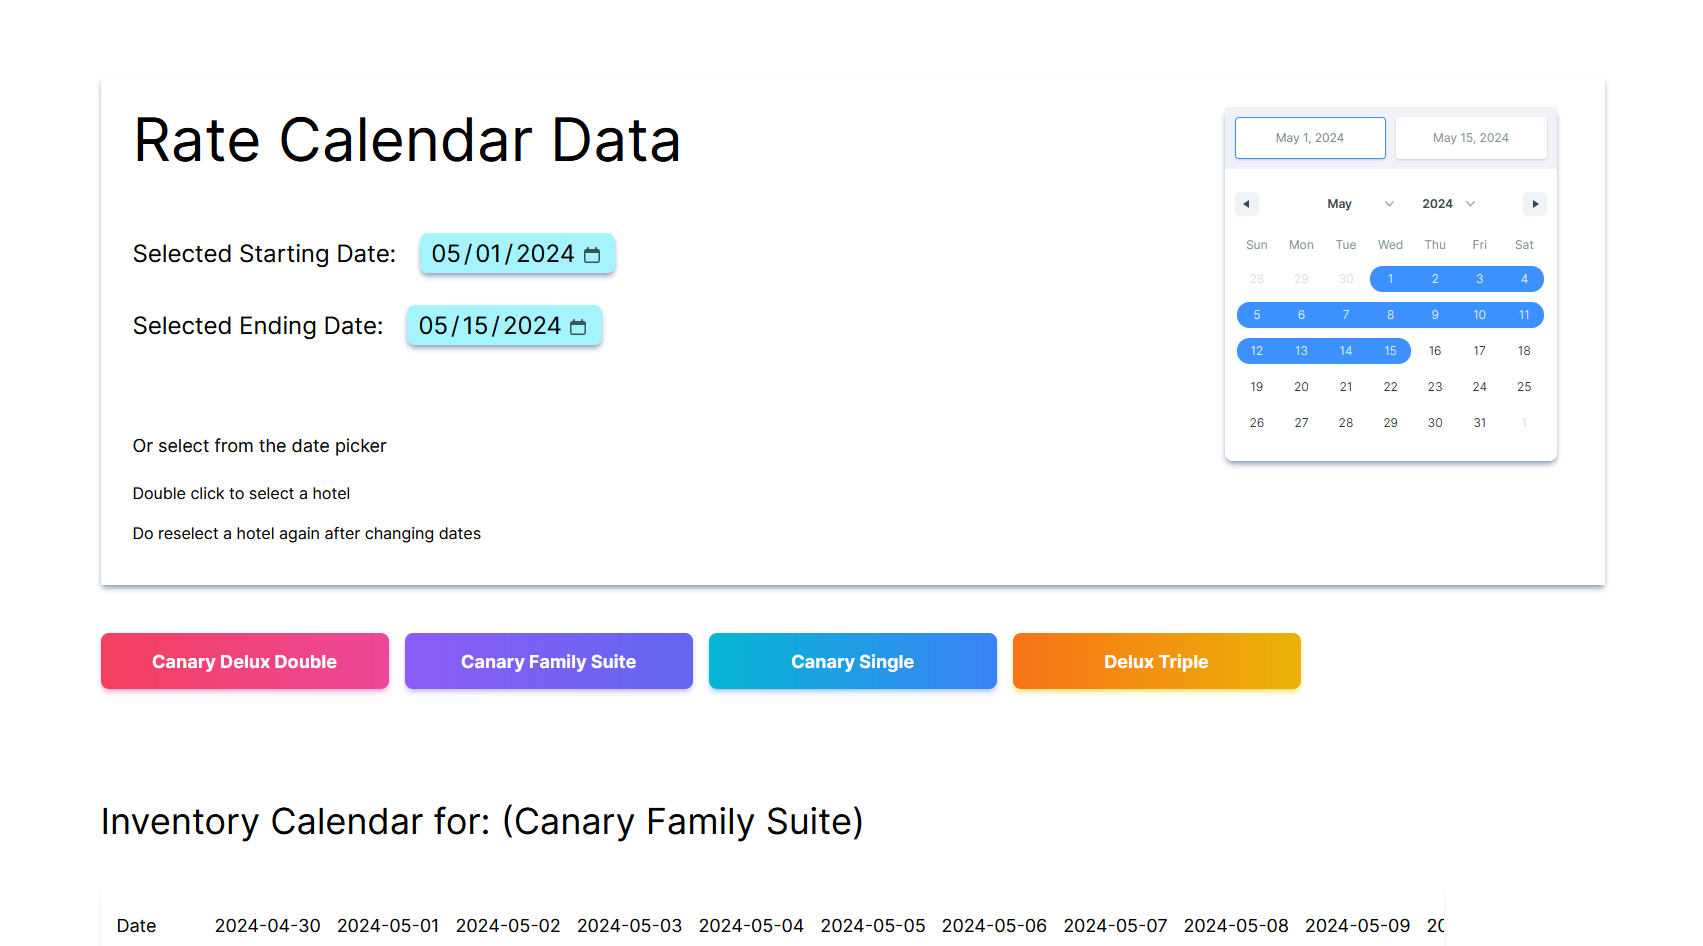 Rate Calendar Data
Selected Starting Date: 05/01/2024
Selected Ending Date: 05/15/2024
Or select from the date picker
Double click to select a hotel
Do reselect a hotel again after changing dates
May 1, 2024 May 15, 2024
May 2024
Sun Mon Tue Wed Thu Fri Sat
28 29 30 1 2 3 4
5 6 7 8 9 10 11
12 13 14 15 16 17 18
19 20 21 22 23 24 25
26 27 28 29 30 31 1
Canary Delux Double Canary Family Suite Canary Single Delux Triple
Inventory Calendar for: (Canary Family Suite)
Date 2024-04-30 2024-05-01 2024-05-02 2024-05-03 2024-05-04 2024-05-05 2024-05-06 2024-05-07 2024-05-08 2024-05-09